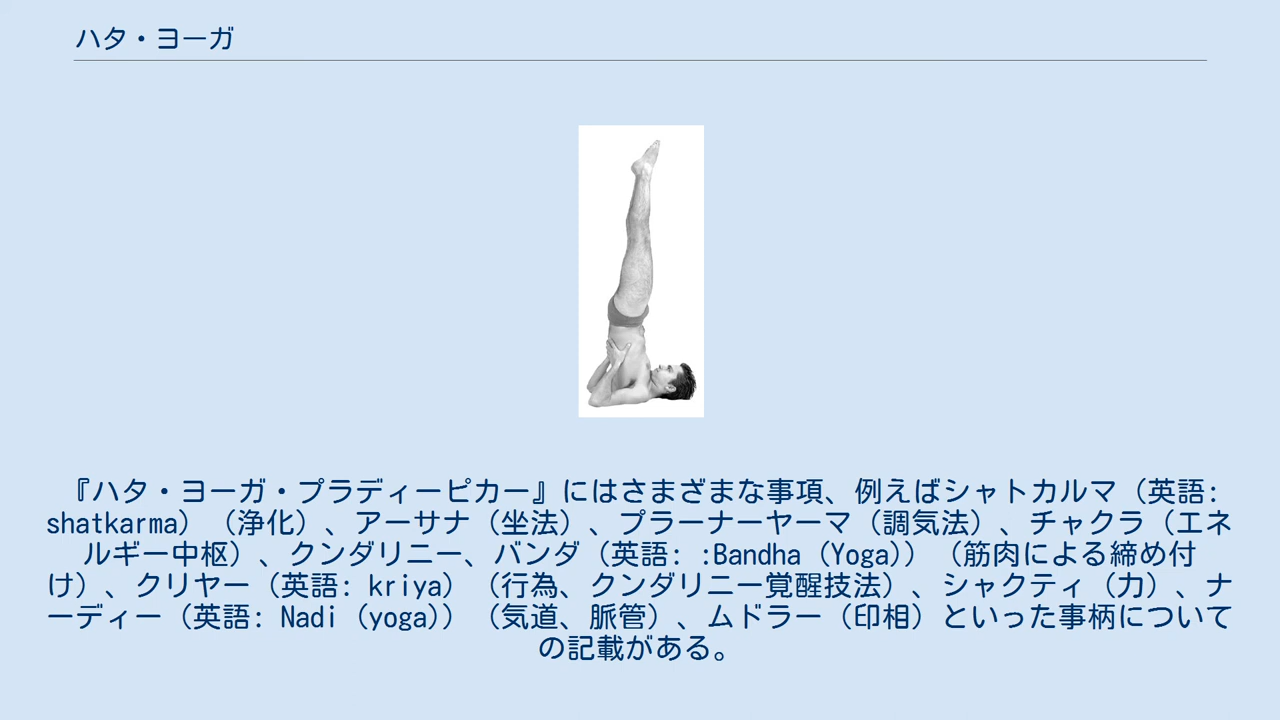 ハタ・ヨーガ
『ハタ・ヨーガ・プラディーピカー』にはさまざまな事項、例えばシャトカルマ（英語:
shatkarma）（浄化）、アーサナ（坐法）、プラーナーヤーマ（調気法）、チャクラ（エネ
ルギー中枢）、クンダリニー、バンダ（英語: :Bandha（Yoga））（筋肉による締め付
け）、クリヤー（英語: kriya）（行為、クンダリニー覚醒技法）、シャクティ（力）、ナ
ーディー（英語: Nadi（yoga））（気道、脈管）、ムドラー（印相）といった事柄について
の記載がある。